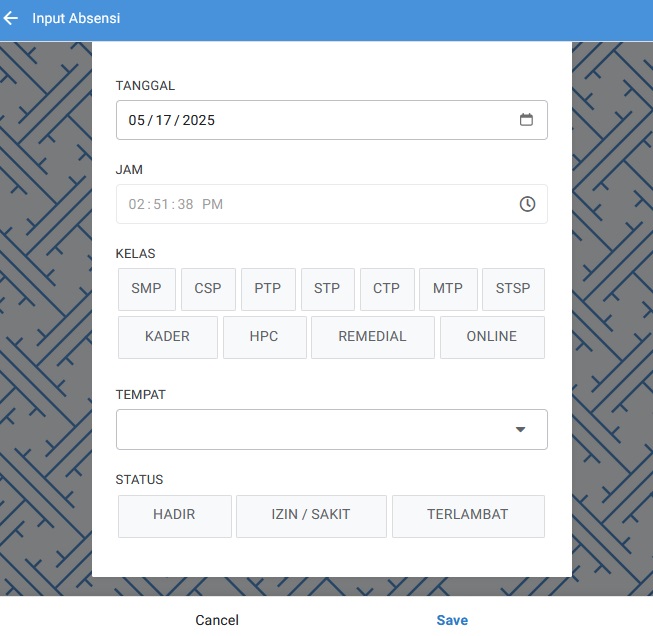 Input Absensi
TANGGAL
05/17/2025
JAM
02:51:38 PM
KELAS
SMP CSP PTP STP CTP MTP STSP
KADER HPC REMEDIAL ONLINE
TEMPAT
STATUS
HADIR IZIN / SAKIT TERLAMBAT
Cancel Save